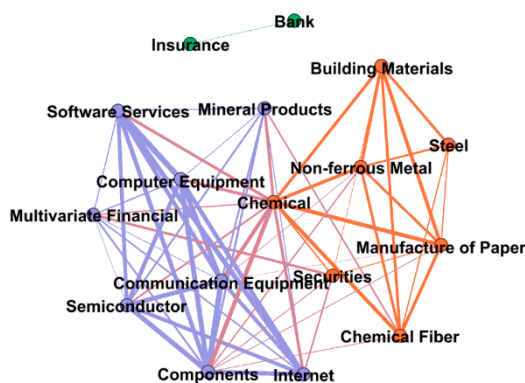 Bank
Insurance
Building Materials
Software Services
Mineral Products
Steel
Non-ferrous Metal
Computer Equipment
Chemical
Multivariate Financial
Manufacture of Paper
Communication Equipment
Securities
Semiconductor
Chemical Fiber
Components
Internet